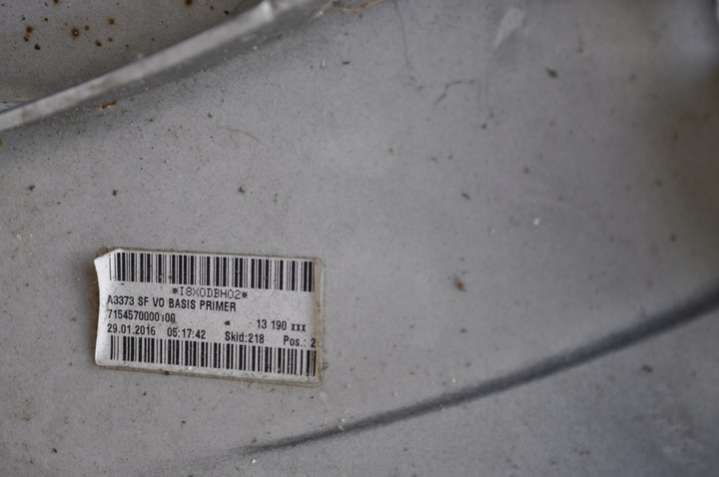 *I8X0DBH02*
A3373 SF VO BASIS PRIMER
7154570000100
* 13 190 xxx
29.01.2016 05:17:42 Skid:218 Pos.: 2